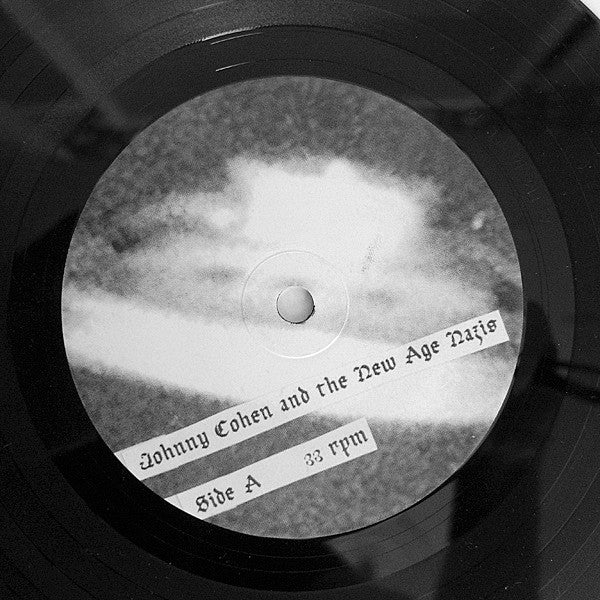 Johnny Cohen and the New Age Nazis
Side A 33 rpm